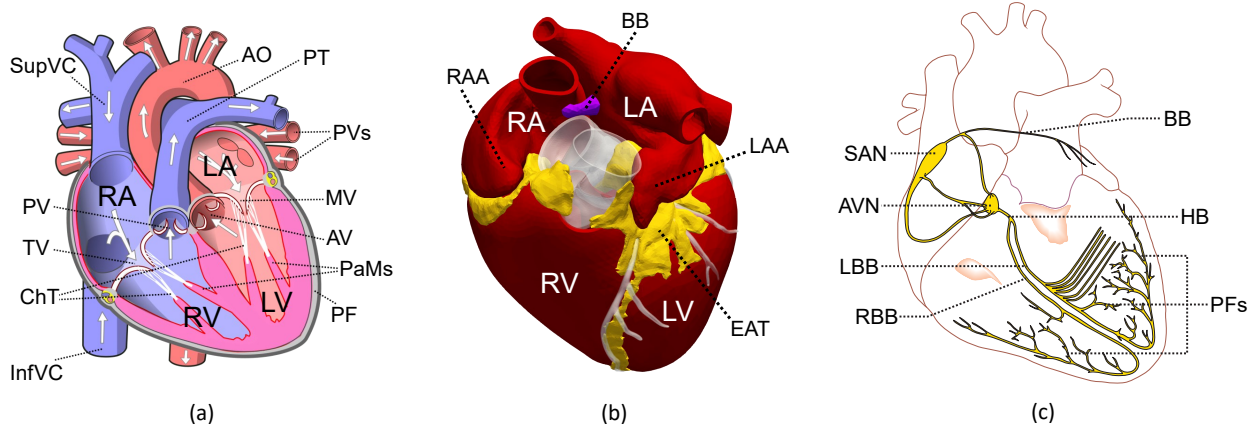 SupVC
AO
PT
PVs
LA
RA
MV
PV
AV
TV
PaMs
ChT
LV
RV
PF
InfVC
(a)
BB
RAA
RA
LA
LAA
RV
LV
EAT
(b)
BB
SAN
AVN
HB
LBB
RBB
PFs
(c)